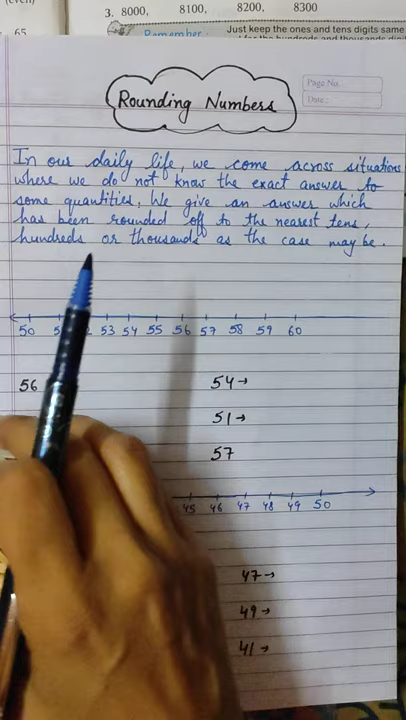 65
3. 8000, 8100, 8200, 8300
Remember: Just keep the ones and tens digits same
Page No.
Date:
Rounding Numbers
In our daily life, we come across situations
where we do not know the exact answer to
some quantities, We give an answer which
has been rounded off to the nearest tens,
hundreds or thousands as the case may be.
50 53 54 55 56 57 58 59 60
56 54→
51→
57
45 46 47 48 49 50
47→
49→
41→